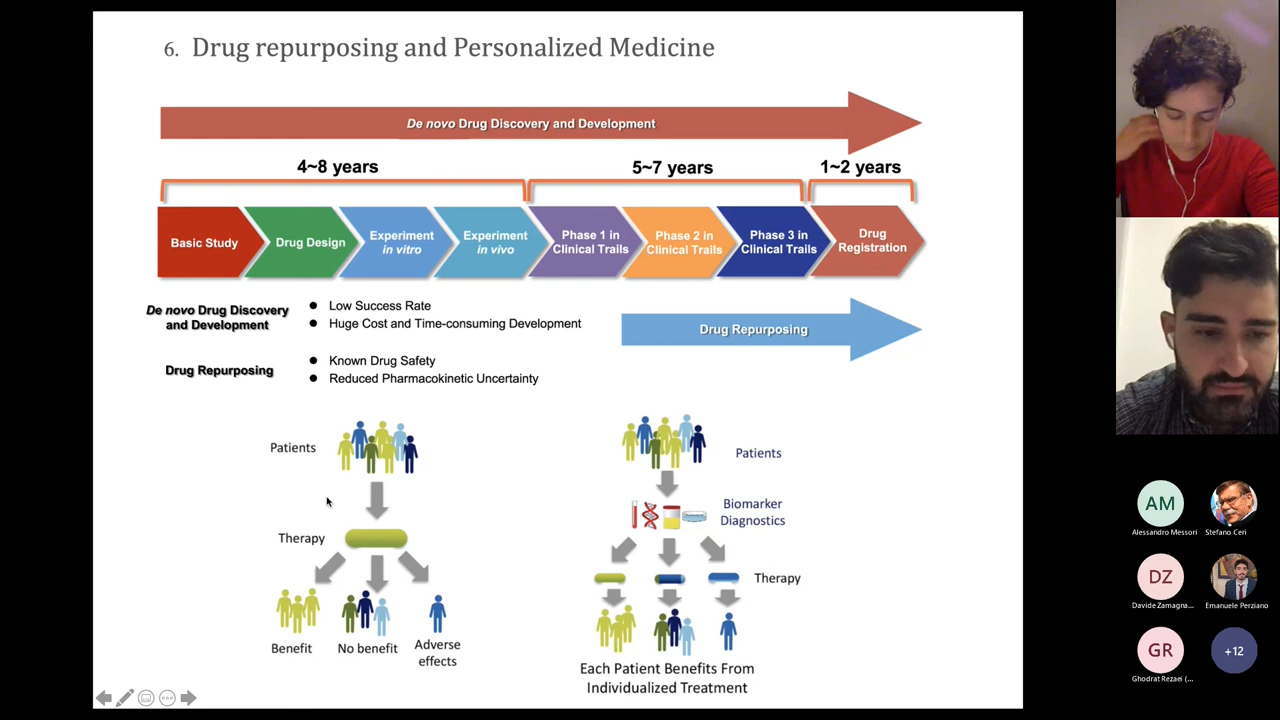 6. Drug repurposing and Personalized Medicine
De novo Drug Discovery and Development
4~8 years
5~7 years
1~2 years
Basic Study
Drug Design
Experiment
in vitro
Experiment
in vivo
Phase 1 in
Clinical Trails
Phase 2 in
Clinical Trails
Phase 3 in
Clinical Trails
Drug
Registration
De novo Drug Discovery
and Development
● Low Success Rate
● Huge Cost and Time-consuming Development
Drug Repurposing
Drug Repurposing
● Known Drug Safety
● Reduced Pharmacokinetic Uncertainty
Patients
Therapy
Benefit
No benefit
Adverse
effects
Patients
Biomarker
Diagnostics
Therapy
Each Patient Benefits From
Individualized Treatment
AM
Alessandro Messori
Stefano Ceri
DZ
Davide Zamagna...
Emanuele Perziano
GR
Ghodrat Rezaei (...
+12